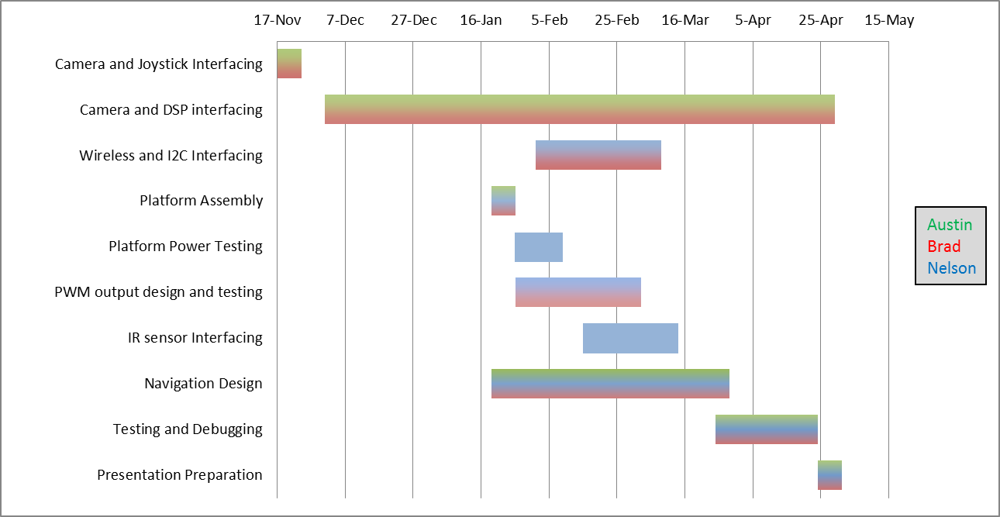 17-Nov 7-Dec 27-Dec 16-Jan 5-Feb 25-Feb 16-Mar 5-Apr 25-Apr 15-May
Camera and Joystick Interfacing
Camera and DSP interfacing
Wireless and I2C Interfacing
Platform Assembly
Platform Power Testing
PWM output design and testing
IR sensor Interfacing
Navigation Design
Testing and Debugging
Presentation Preparation
Austin
Brad
Nelson